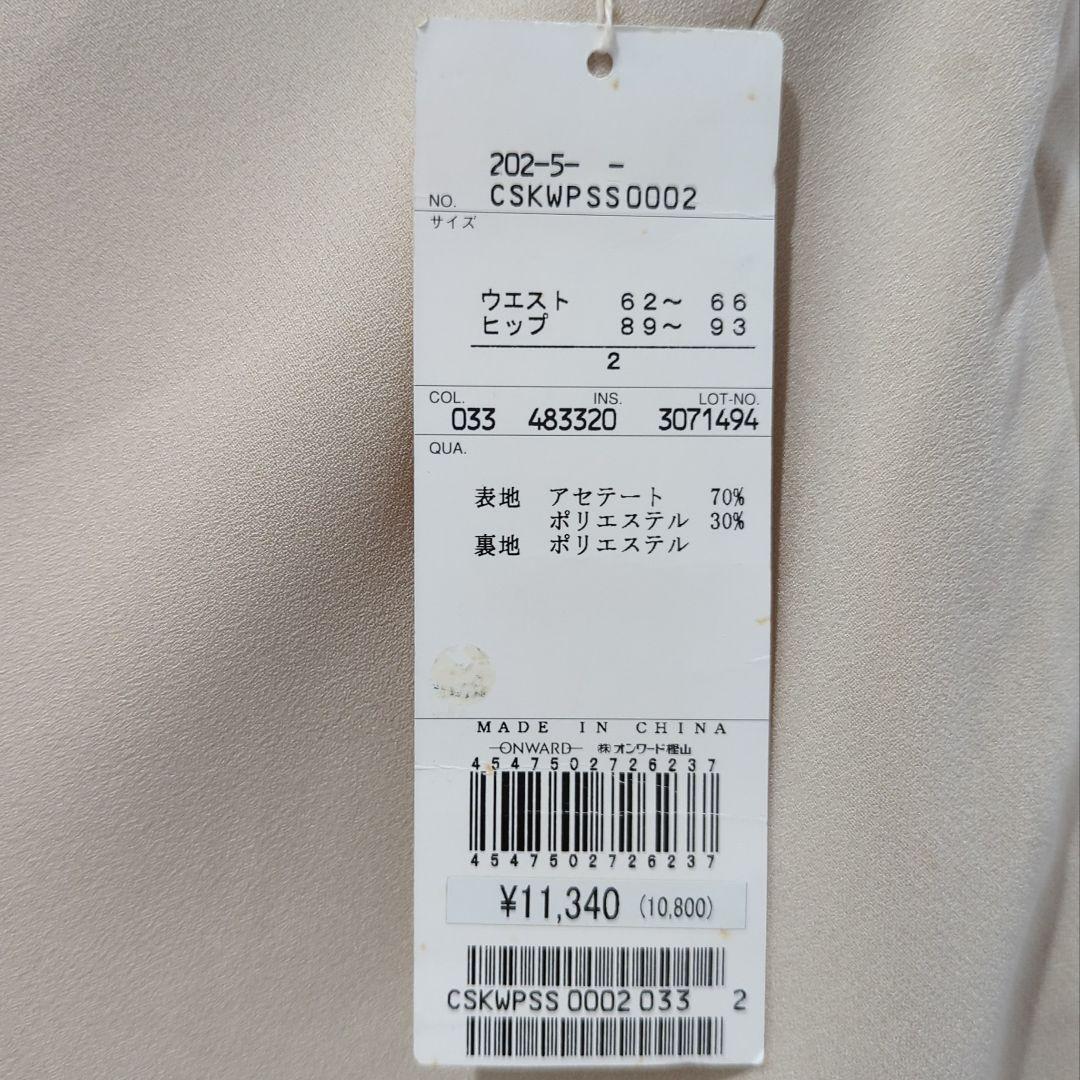 202-5- -
NO. CSKWPSS0002
サイズ
ウエスト 62～ 66
ヒップ 89～ 93
2
COL. INS. LOT-NO.
033 483320 3071494
QUA.
表地 アセテート 70%
ポリエステル 30%
裏地 ポリエステル
MADE IN CHINA
ONWARD ㈱オンワード樫山
4547502726237
4547502726237
¥11,340 (10,800)
CSKWPSS 0002 033 2